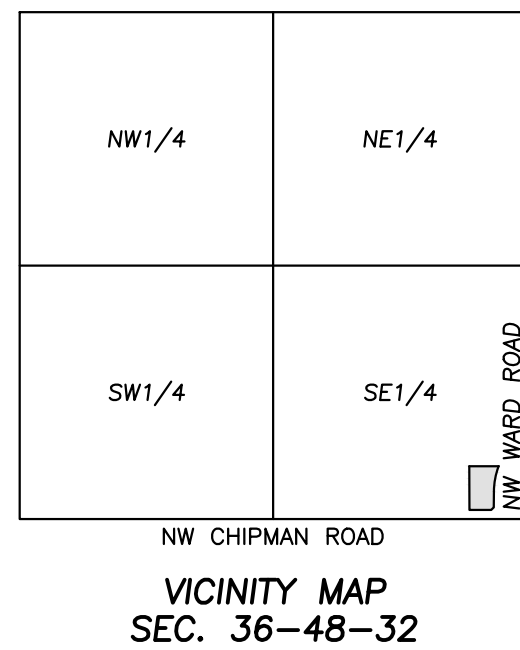 NW1/4
NE1/4
SW1/4
SE1/4
NW WARD ROAD
NW CHIPMAN ROAD
VICINITY MAP
SEC. 36-48-32